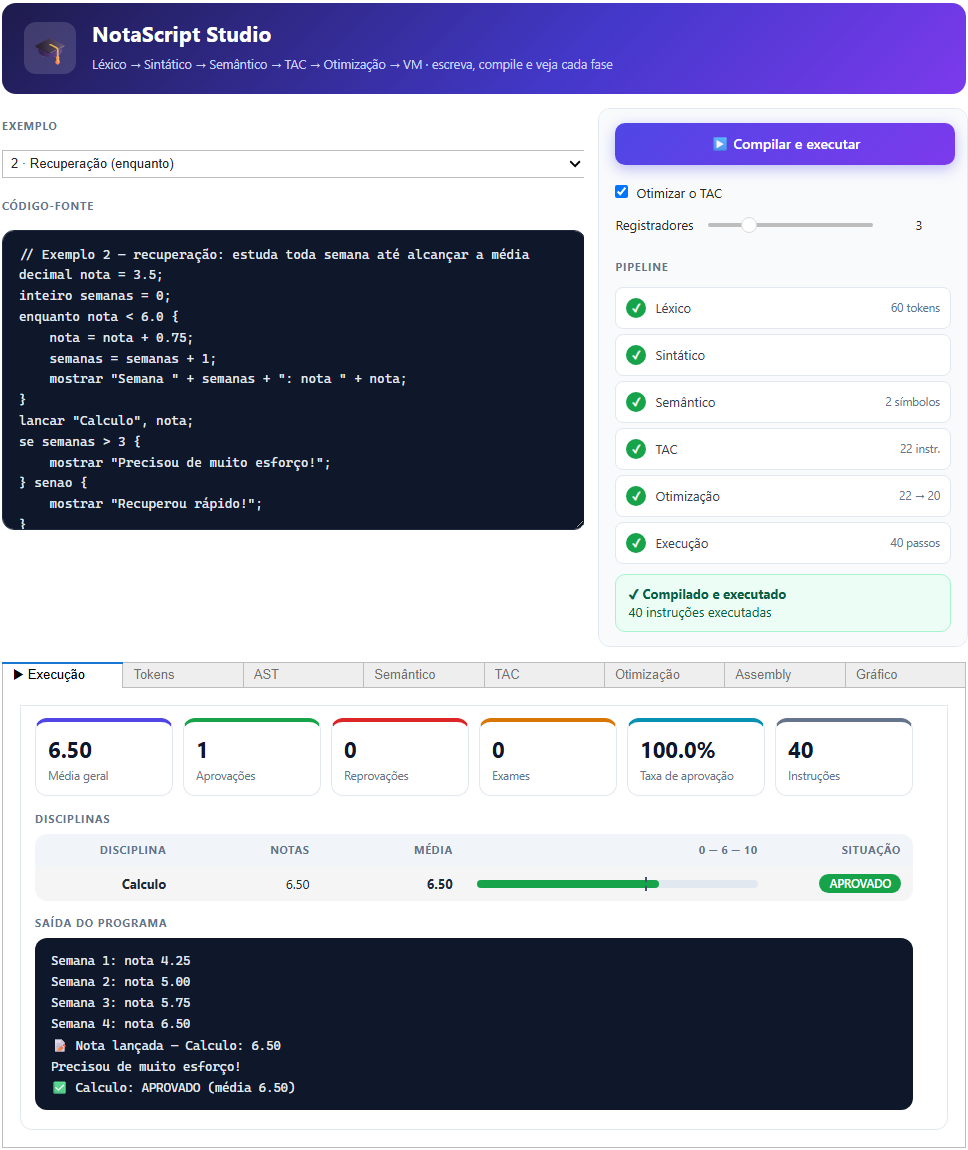 NotaScript Studio
Léxico → Sintático → Semântico → TAC → Otimização → VM · escreva, compile e veja cada fase
EXEMPLO
2 · Recuperação (enquanto)
CÓDIGO-FONTE
// Exemplo 2 — recuperação: estuda toda semana até alcançar a média
decimal nota = 3.5;
inteiro semanas = 0;
enquanto nota < 6.0 {
    nota = nota + 0.75;
    semanas = semanas + 1;
    mostrar "Semana " + semanas + ": nota " + nota;
}
lancar "Calculo", nota;
se semanas > 3 {
    mostrar "Precisou de muito esforço!";
} senao {
    mostrar "Recuperou rápido!";
}
▶ Compilar e executar
Otimizar o TAC
Registradores 3
PIPELINE
✓ Léxico 60 tokens
✓ Sintático
✓ Semântico 2 símbolos
✓ TAC 22 instr.
✓ Otimização 22 → 20
✓ Execução 40 passos
✓ Compilado e executado
40 instruções executadas
▶ Execução Tokens AST Semântico TAC Otimização Assembly Gráfico
6.50 1 0 0 100.0% 40
Média geral Aprovações Reprovações Exames Taxa de aprovação Instruções
DISCIPLINAS
DISCIPLINA NOTAS MÉDIA 0 — 6 — 10 SITUAÇÃO
Calculo 6.50 6.50 APROVADO
SAÍDA DO PROGRAMA
Semana 1: nota 4.25
Semana 2: nota 5.00
Semana 3: nota 5.75
Semana 4: nota 6.50
📝 Nota lançada — Calculo: 6.50
Precisou de muito esforço!
✅ Calculo: APROVADO (média 6.50)